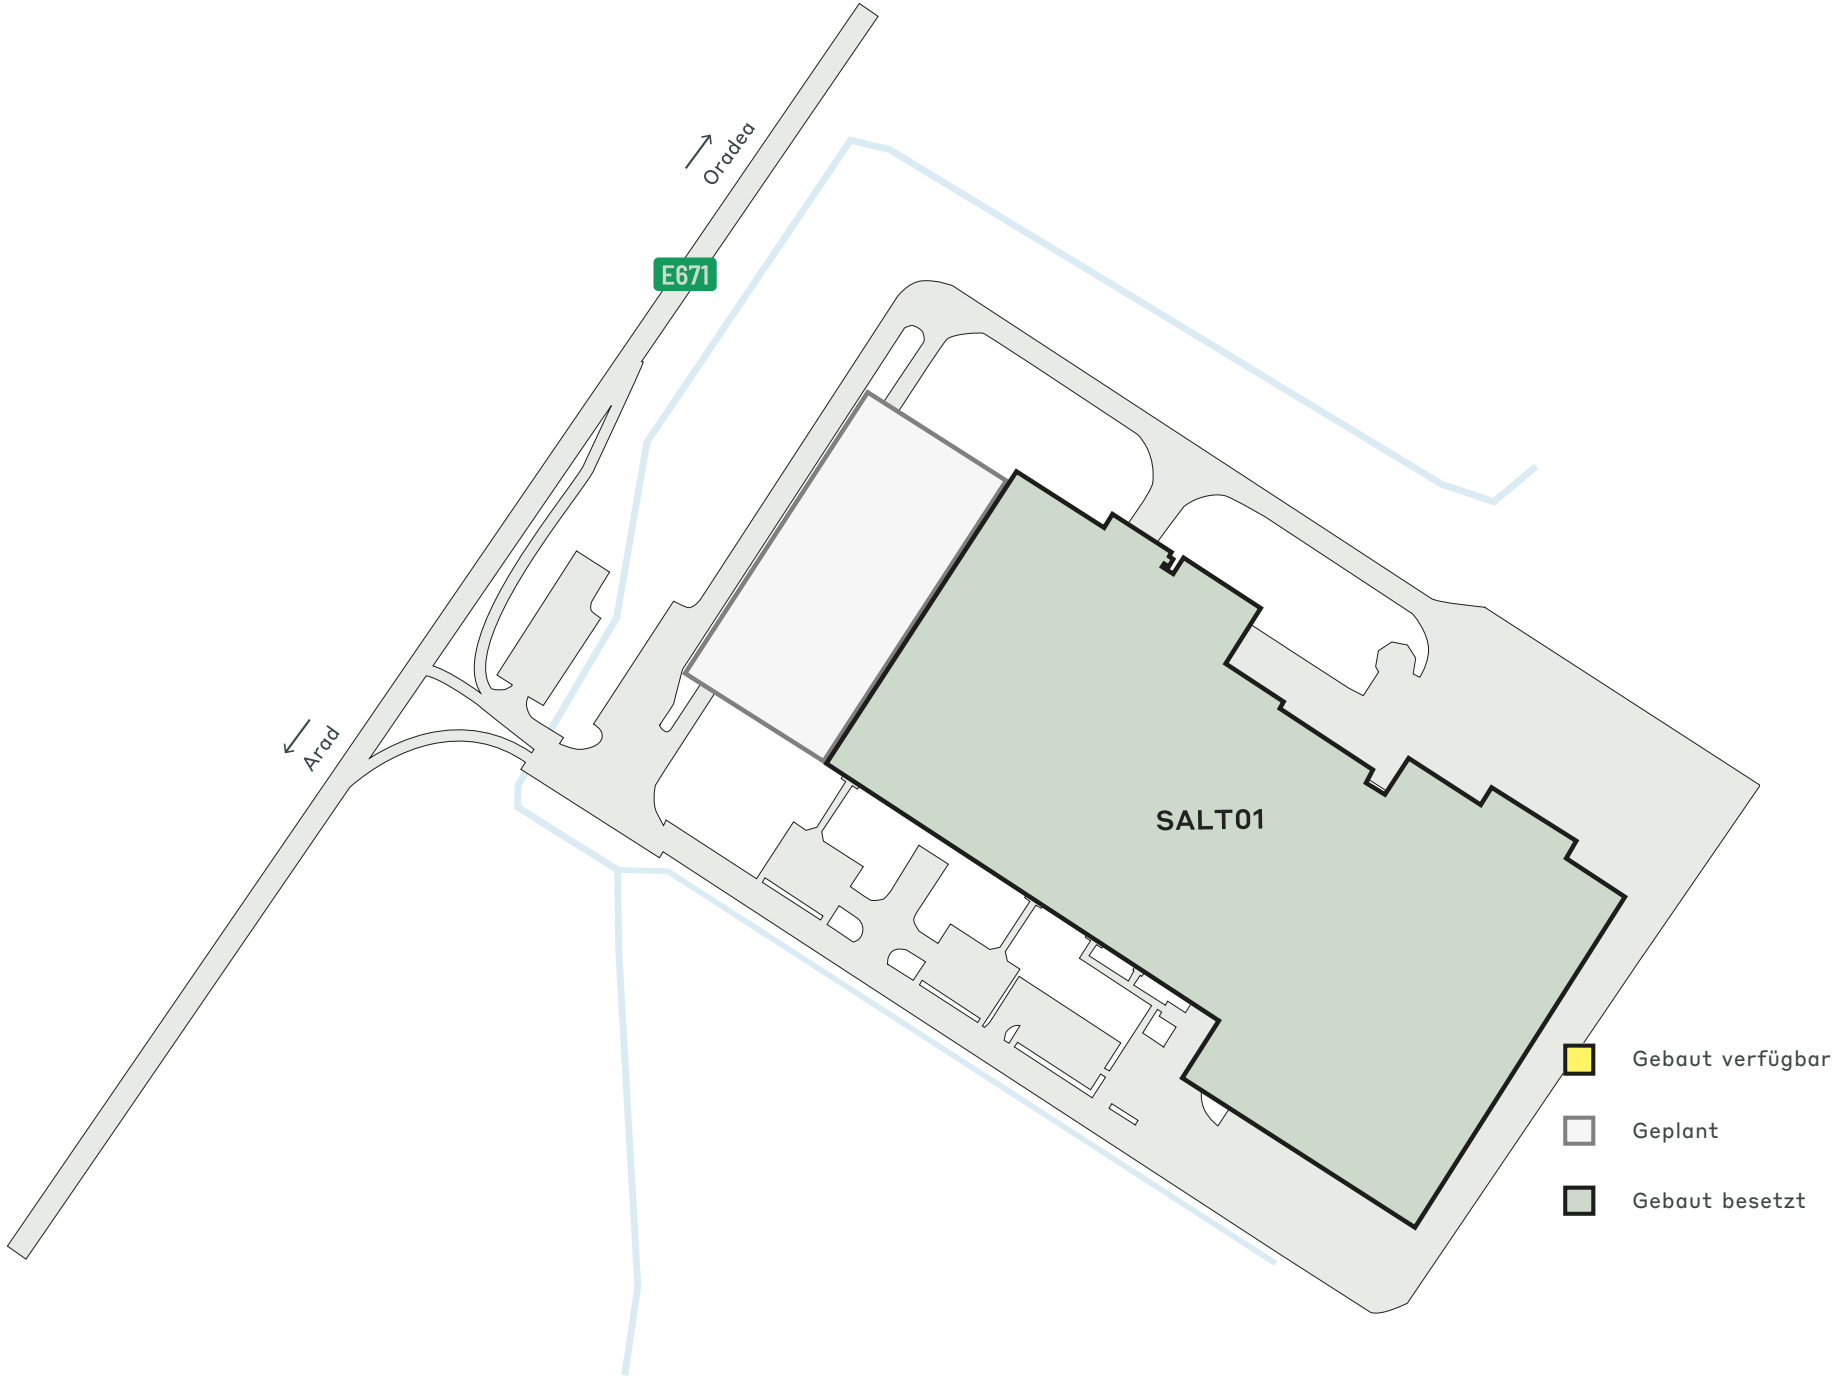 Oradea
E671
Arad
SALT01
Gebaut verfügbar
Geplant
Gebaut besetzt